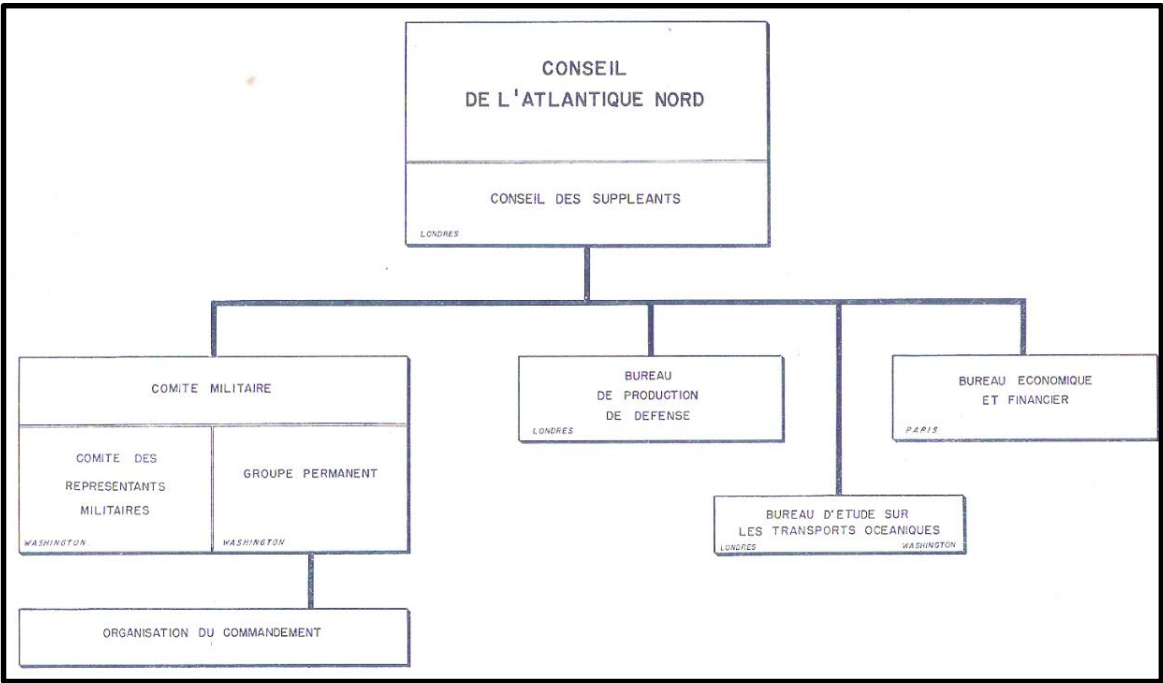 CONSEIL
DE L'ATLANTIQUE NORD
CONSEIL DES SUPPLEANTS
LONDRES
COMITE MILITAIRE
COMITE DES
REPRESENTANTS
MILITAIRES
WASHINGTON
GROUPE PERMANENT
WASHINGTON
ORGANISATION DU COMMANDEMENT
BUREAU
DE PRODUCTION
DE DEFENSE
LONDRES
BUREAU D'ETUDE SUR
LES TRANSPORTS OCEANIQUES
LONDRES WASHINGTON
BUREAU ECONOMIQUE
ET FINANCIER
PARIS